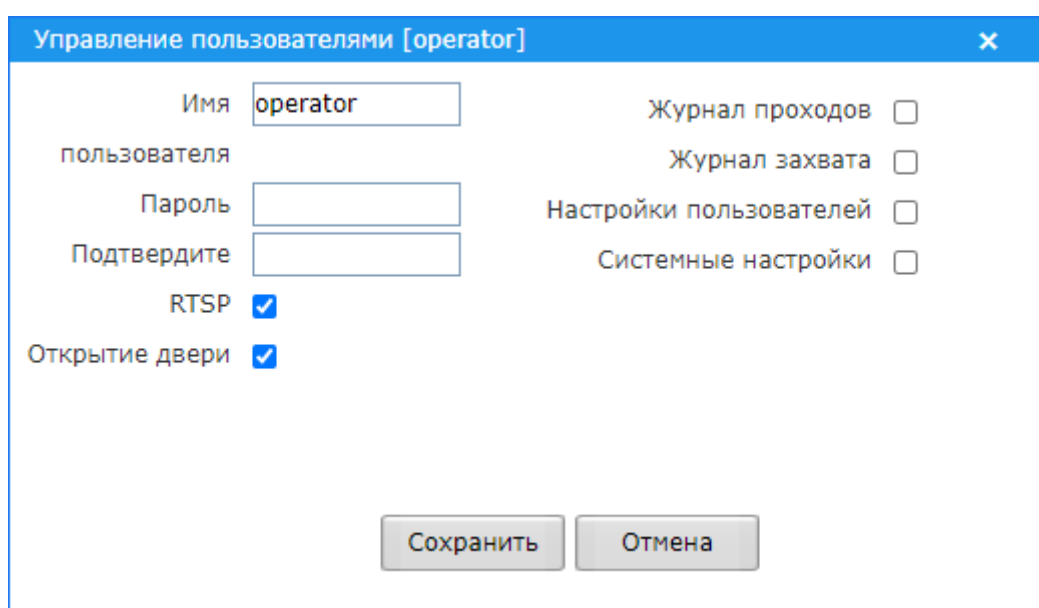 Управление пользователями [operator]
Имя operator
пользователя
Пароль
Подтвердите
RTSP
Открытие двери
Журнал проходов
Журнал захвата
Настройки пользователей
Системные настройки
Сохранить
Отмена